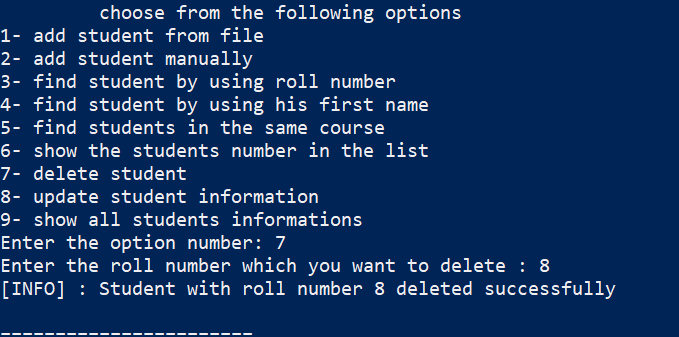 choose from the following options
1- add student from file
2- add student manually
3- find student by using roll number
4- find student by using his first name
5- find students in the same course
6- show the students number in the list
7- delete student
8- update student information
9- show all students informations
Enter the option number: 7
Enter the roll number which you want to delete : 8
[INFO] : Student with roll number 8 deleted successfully
_______________________